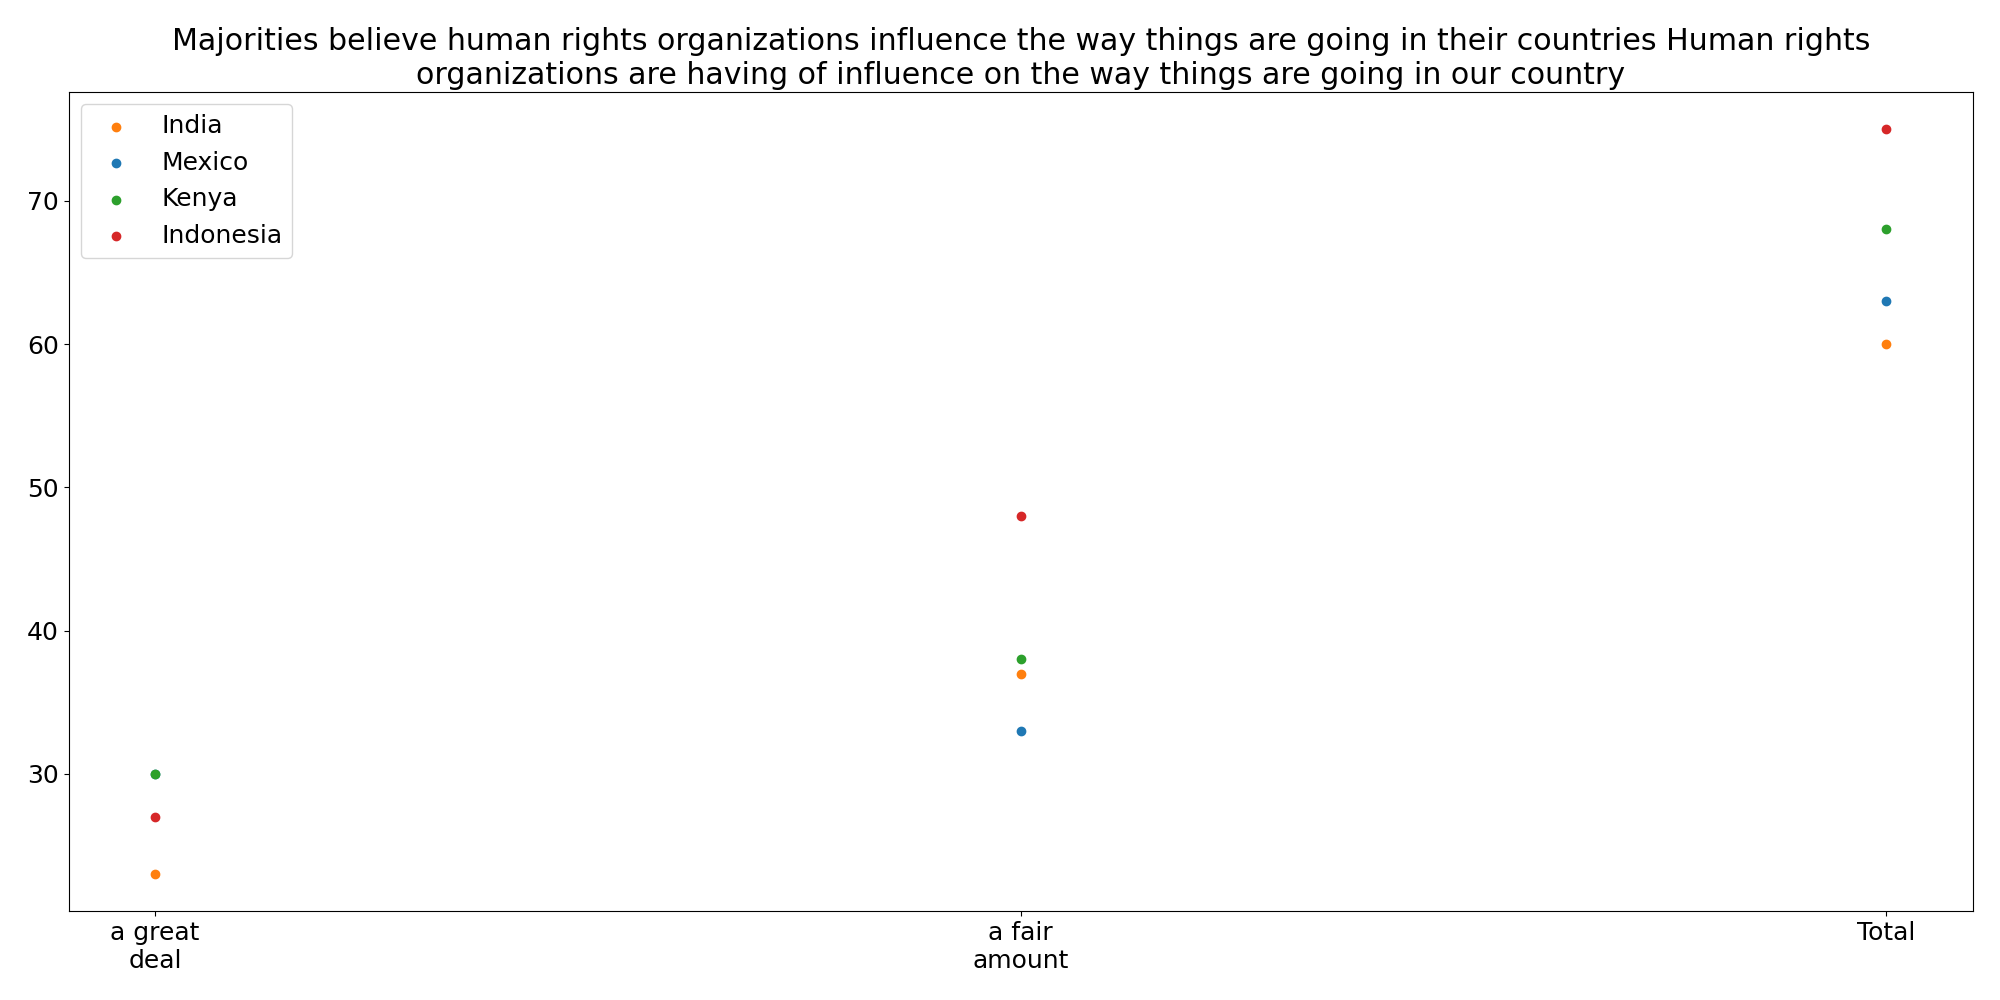 Majorities believe human rights organizations influence the way things are going in their countries Human rights
organizations are having of influence on the way things are going in our country
India
Mexico
Kenya
Indonesia
70
60
50
40
30
a great
deal
a fair
amount
Total